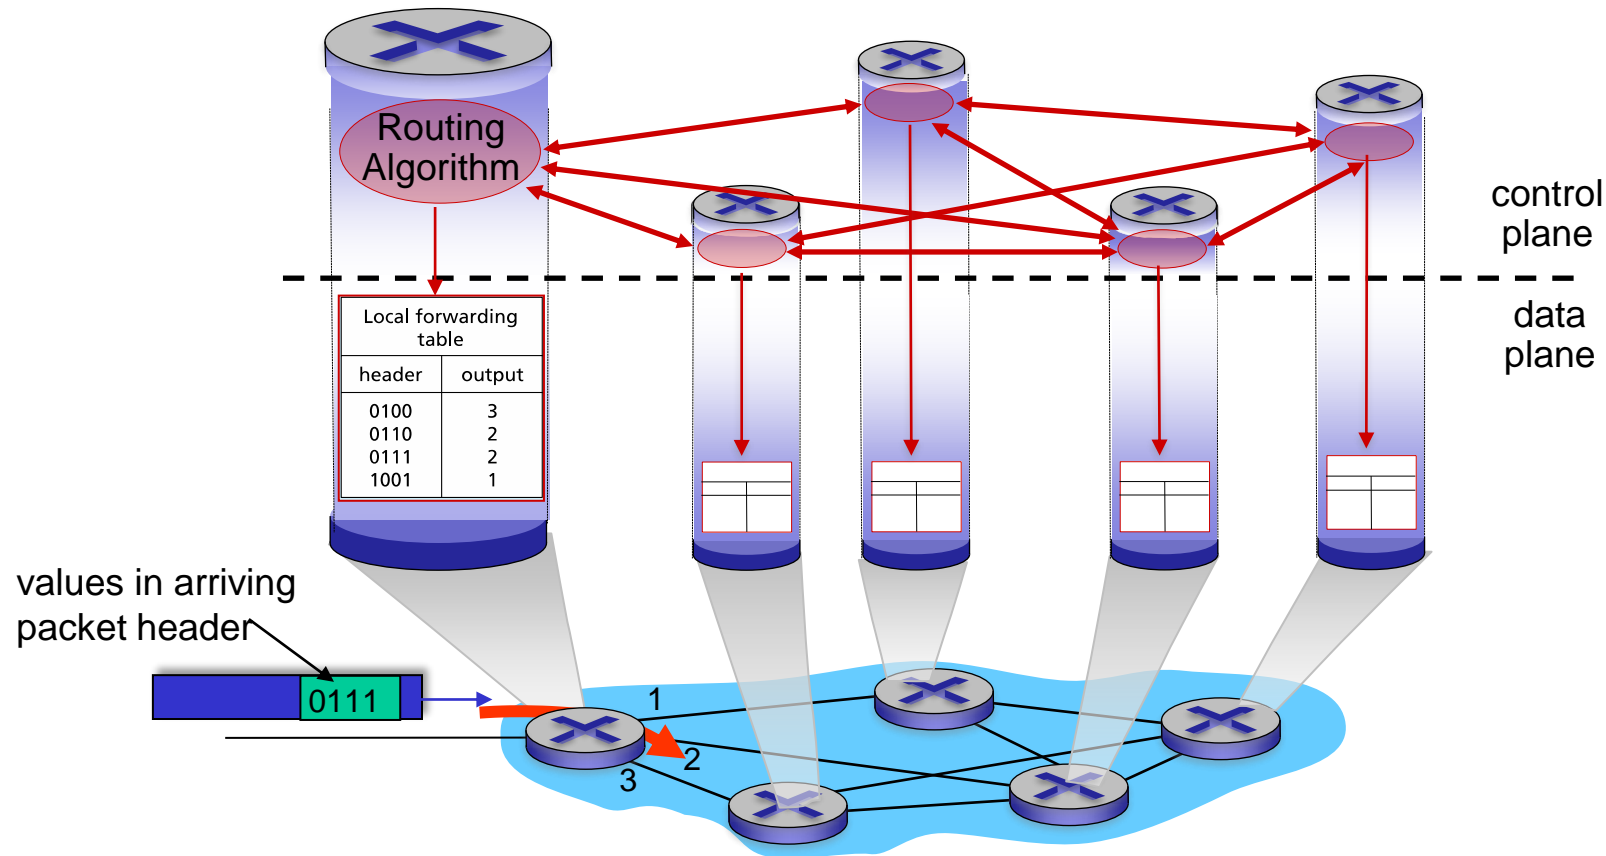 Routing
Algorithm
control
plane
data
plane
Local forwarding
table
header output
0100 3
0110 2
0111 2
1001 1
values in arriving
packet header
0111
1
2
3